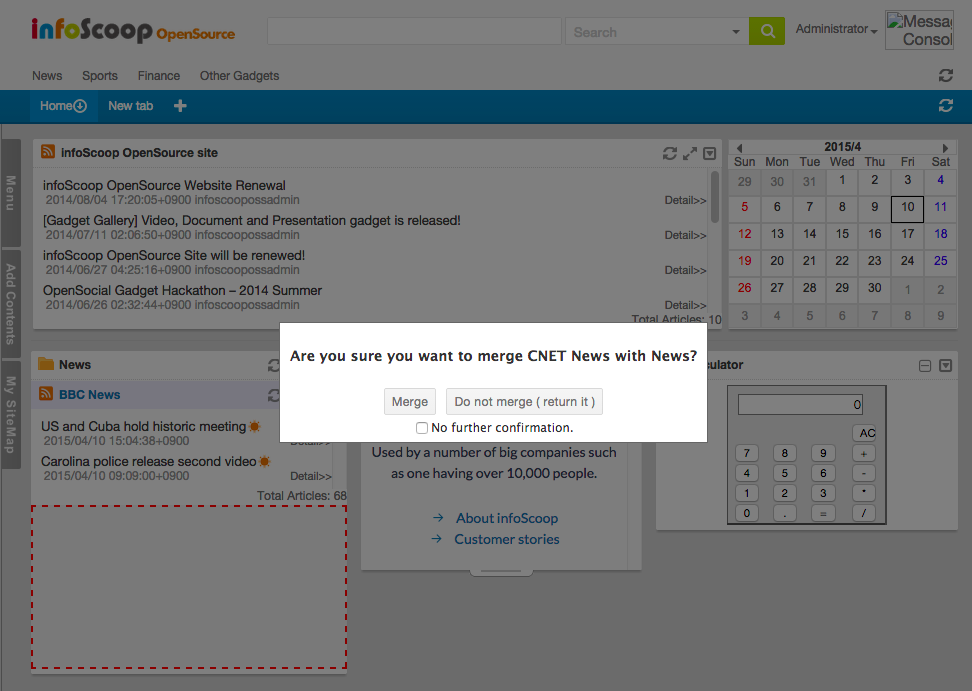 infoScoop OpenSource
Search
Administrator
Messa
Consol
News Sports Finance Other Gadgets
Home New tab
Menu
Add Contents
My SiteMap
infoScoop OpenSource site
infoScoop OpenSource Website Renewal
2014/08/04 17:20:05+0900 infoscoopossadmin
Detail>>
[Gadget Gallery] Video, Document and Presentation gadget is released!
2014/07/11 02:06:50+0900 infoscoopossadmin
Detail>>
infoScoop OpenSource Site will be renewed!
2014/06/27 04:25:16+0900 infoscoopossadmin
Detail>>
OpenSocial Gadget Hackathon – 2014 Summer
2014/06/26 02:32:44+0900 infoscoopossadmin
Detail>>
Total Articles: 10
2015/4
Sun Mon Tue Wed Thu Fri Sat
29 30 31 1 2 3 4
5 6 7 8 9 10 11
12 13 14 15 16 17 18
19 20 21 22 23 24 25
26 27 28 29 30 1 2
3 4 5 6 7 8 9
Are you sure you want to merge CNET News with News?
Merge Do not merge ( return it )
No further confirmation.
News
BBC News
US and Cuba hold historic meeting
2015/04/10 15:04:38+0900
Detail>>
Carolina police release second video
2015/04/10 09:09:00+0900
Detail>>
Total Articles: 68
Used by a number of big companies such
as one having over 10,000 people.
→ About infoScoop
→ Customer stories
culator
0
AC
7 8 9 +
4 5 6 -
1 2 3 *
0 . = /